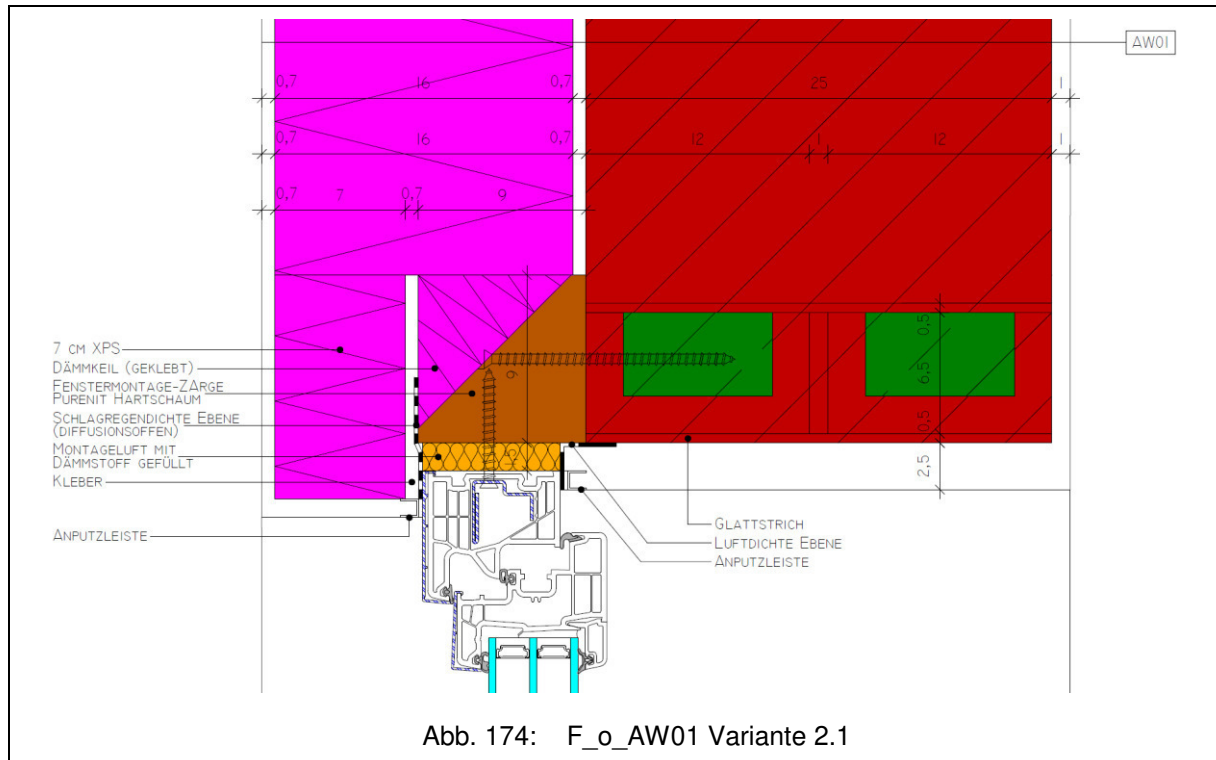 AW01
0,7 16 0,7 25 1
0,7 16 0,7 12 1 12 1
0,7 7 0,7 9
9
1,5
0,5
6,5
0,5
2,5
7 CM XPS
DÄMMKEIL (GEKLEBT)
FENSTERMONTAGE-ZARGE
PURENIT HARTSCHAUM
SCHLAGREGENDICHTE EBENE
(DIFFUSIONSOFFEN)
MONTAGELUFT MIT
DÄMMSTOFF GEFÜLLT
KLEBER
ANPUTZLEISTE
GLATTSTRICH
LUFTDICHTE EBENE
ANPUTZLEISTE
Abb. 174: F_o_AW01 Variante 2.1